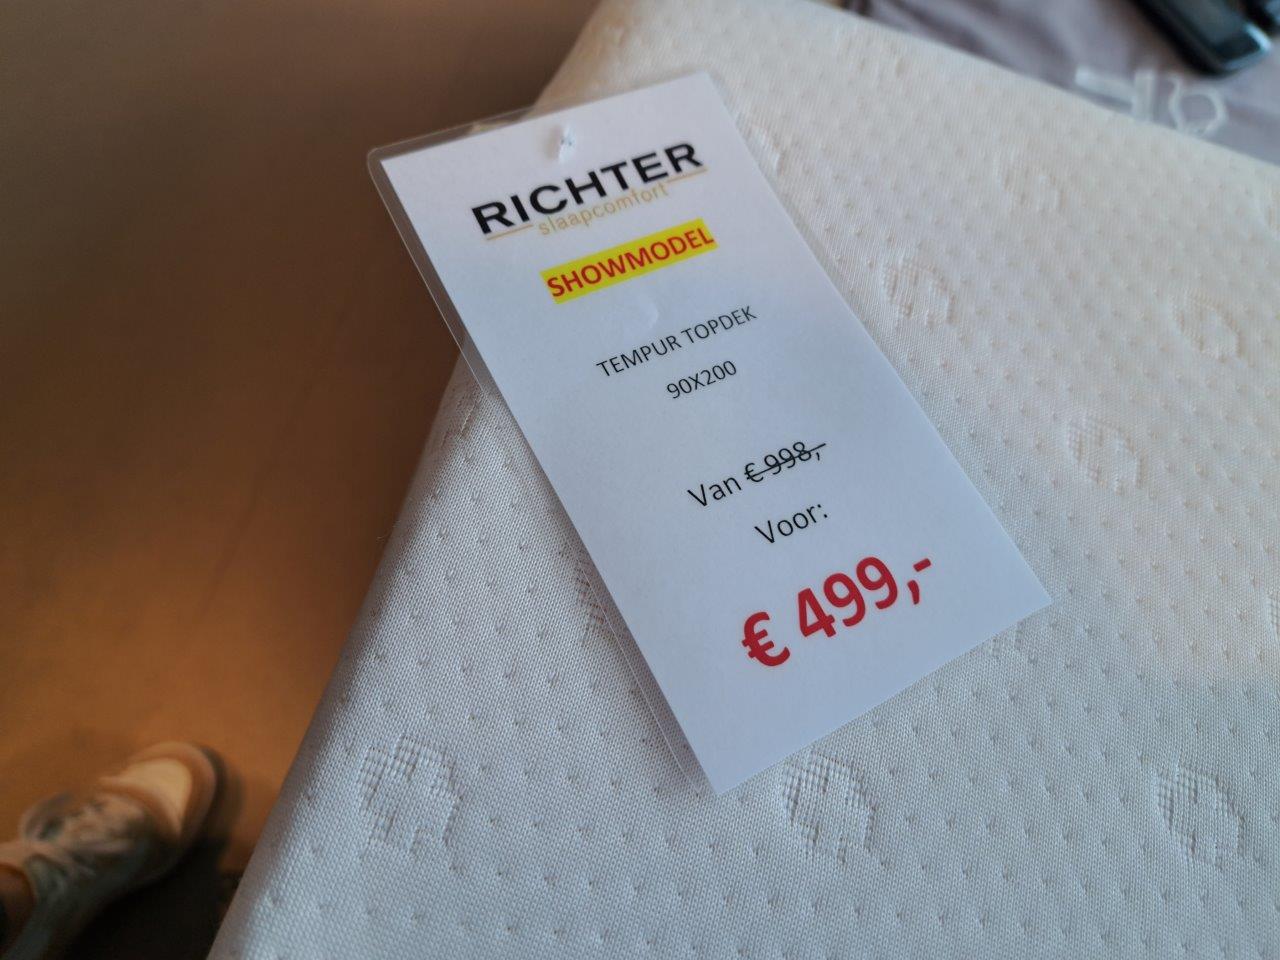 RICHTER
slaapcomfort
SHOWMODEL
TEMPUR TOPDEK
90X200
Van € 998,-
Voor:
€ 499,-